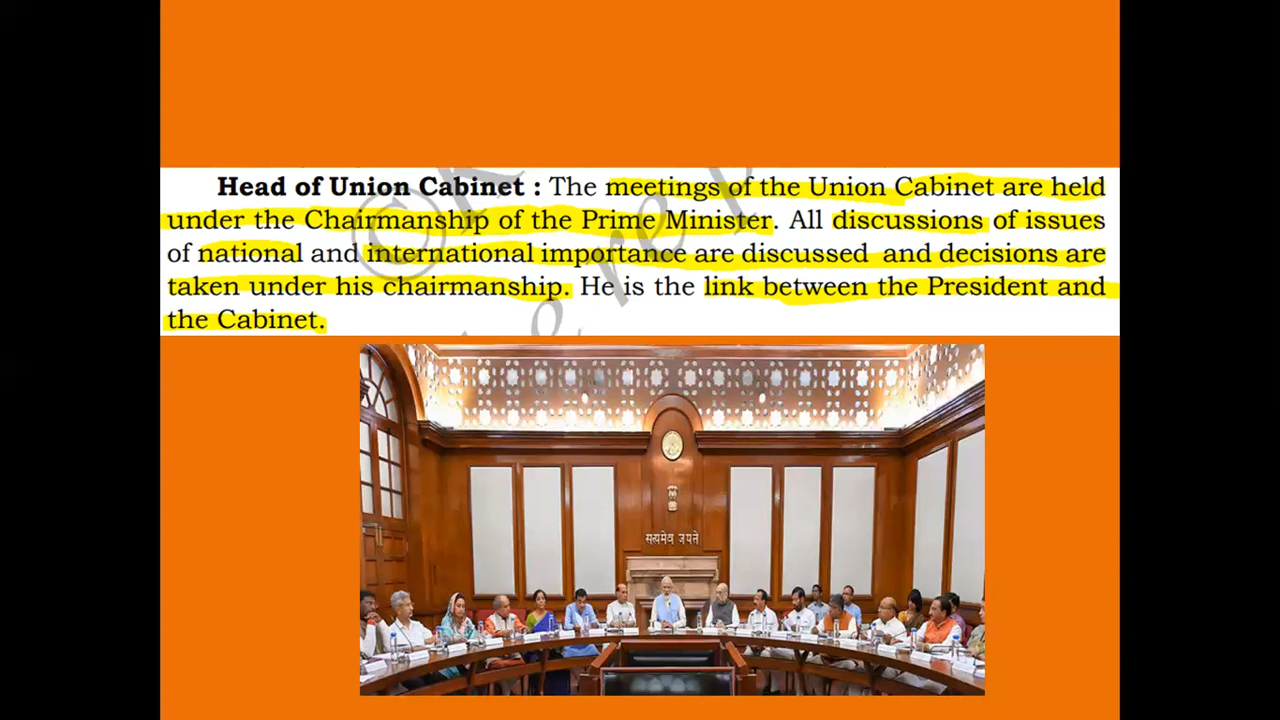 Head of Union Cabinet : The meetings of the Union Cabinet are held
under the Chairmanship of the Prime Minister. All discussions of issues
of national and international importance are discussed and decisions are
taken under his chairmanship. He is the link between the President and
the Cabinet.
सत्यमेव जयते